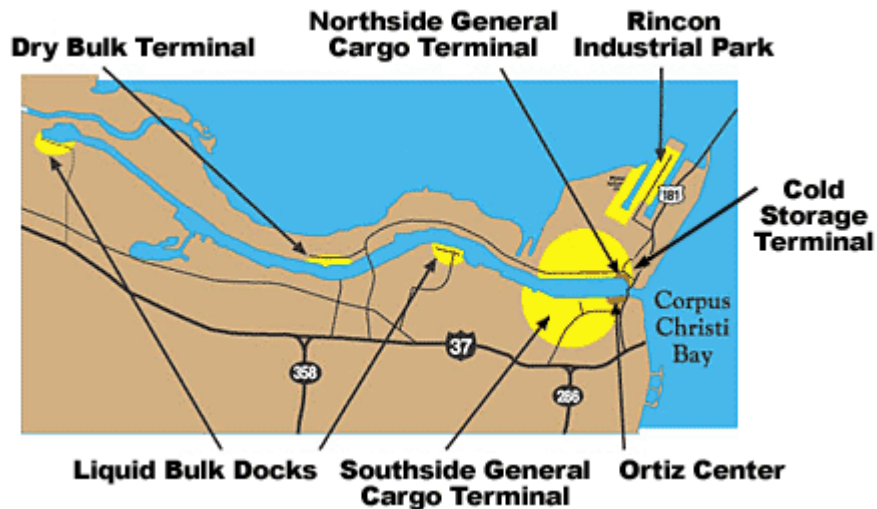 Dry Bulk Terminal
Northside General
Cargo Terminal
Rincon
Industrial Park
181
Cold
Storage
Terminal
Corpus
Christi
Bay
37
358
286
Liquid Bulk Docks
Southside General
Cargo Terminal
Ortiz Center